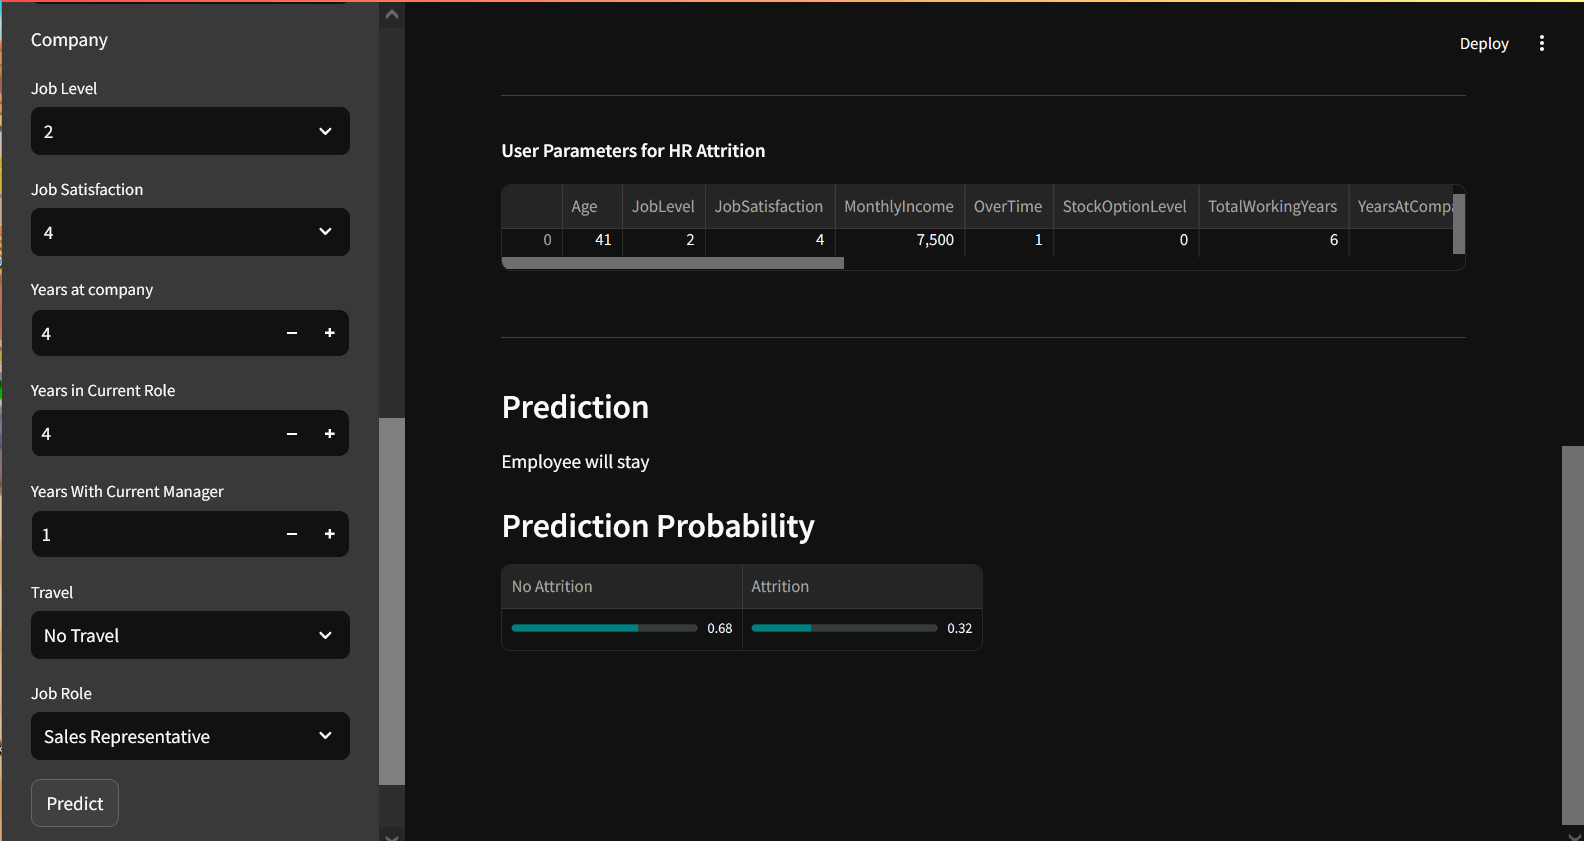 Company
Job Level
2
Job Satisfaction
4
Years at company
4
Years in Current Role
4
Years With Current Manager
1
Travel
No Travel
Job Role
Sales Representative
Predict
Deploy
User Parameters for HR Attrition
Age JobLevel JobSatisfaction MonthlyIncome OverTime StockOptionLevel TotalWorkingYears YearsAtCompa
0 41 2 4 7,500 1 0 6
Prediction
Employee will stay
Prediction Probability
No Attrition Attrition
0.68 0.32